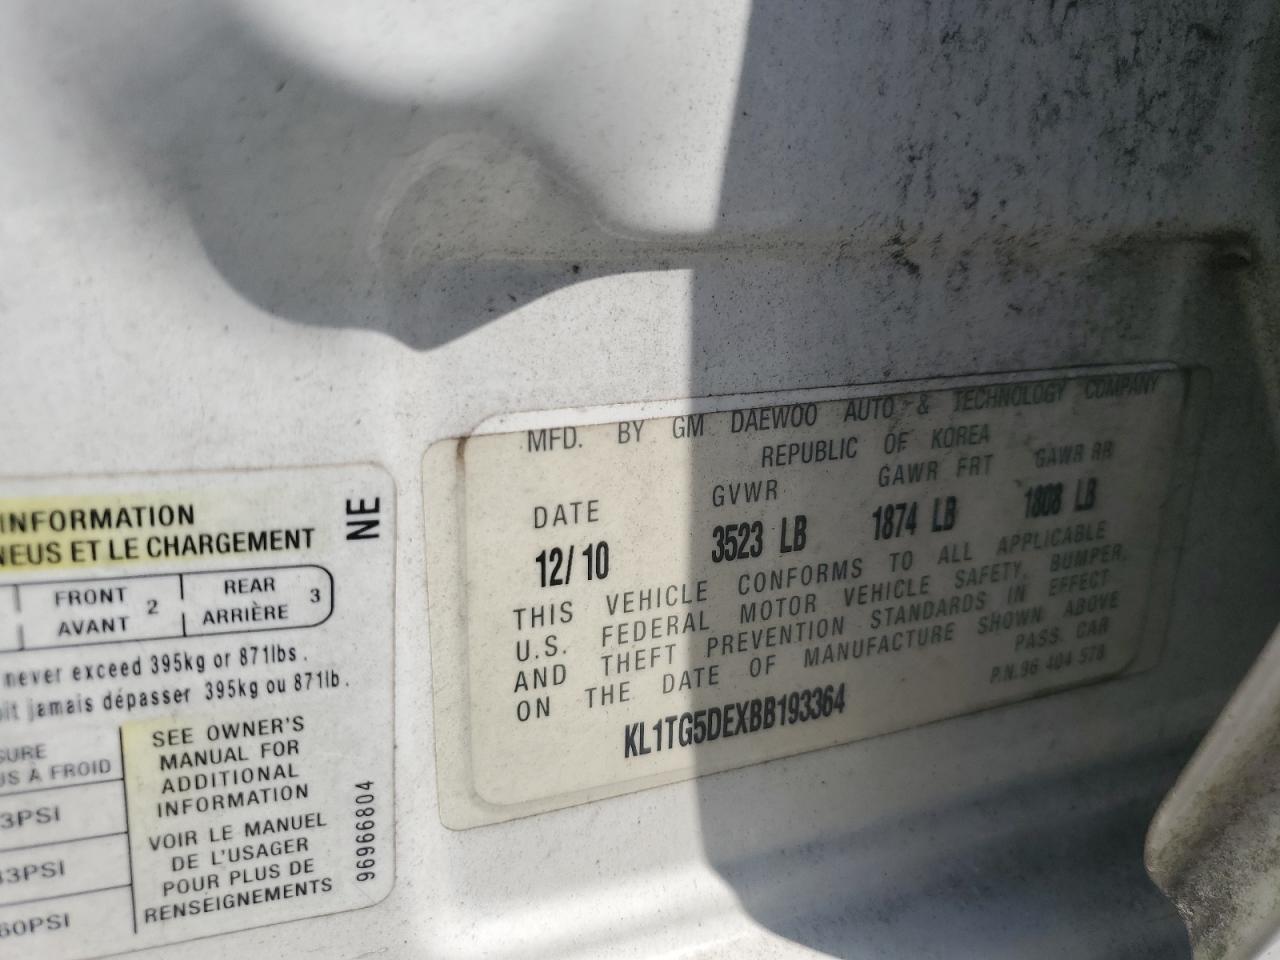 INFORMATION
NEUS ET LE CHARGEMENT
NE
FRONT
AVANT
2
REAR
ARRIÈRE
3
never exceed 395kg or 871lbs.
jamais dépasser 395kg ou 871lb.
À FROID
SEE OWNER'S
MANUAL FOR
ADDITIONAL
INFORMATION
3PSI
VOIR LE MANUEL
DE L'USAGER
POUR PLUS DE
RENSEIGNEMENTS
33PSI
60PSI
96966804
MFD. BY GM DAEWOO AUTO & TECHNOLOGY COMPANY
REPUBLIC OF KOREA
DATE GVWR GAWR FRT GAWR RR
12/10 3523 LB 1874 LB 1808 LB
THIS VEHICLE CONFORMS TO ALL APPLICABLE
U.S. FEDERAL MOTOR VEHICLE SAFETY, BUMPER,
AND THEFT PREVENTION STANDARDS IN EFFECT
ON THE DATE OF MANUFACTURE SHOWN ABOVE
PASS. CAR
KL1TG5DEXBB193364
P.N.96 404 578